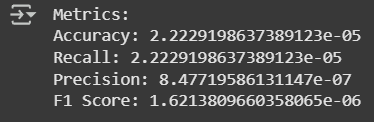 Metrics:
Accuracy: 2.2229198637389123e-05
Recall: 2.2229198637389123e-05
Precision: 8.47719586131147e-07
F1 Score: 1.6213809660358065e-06